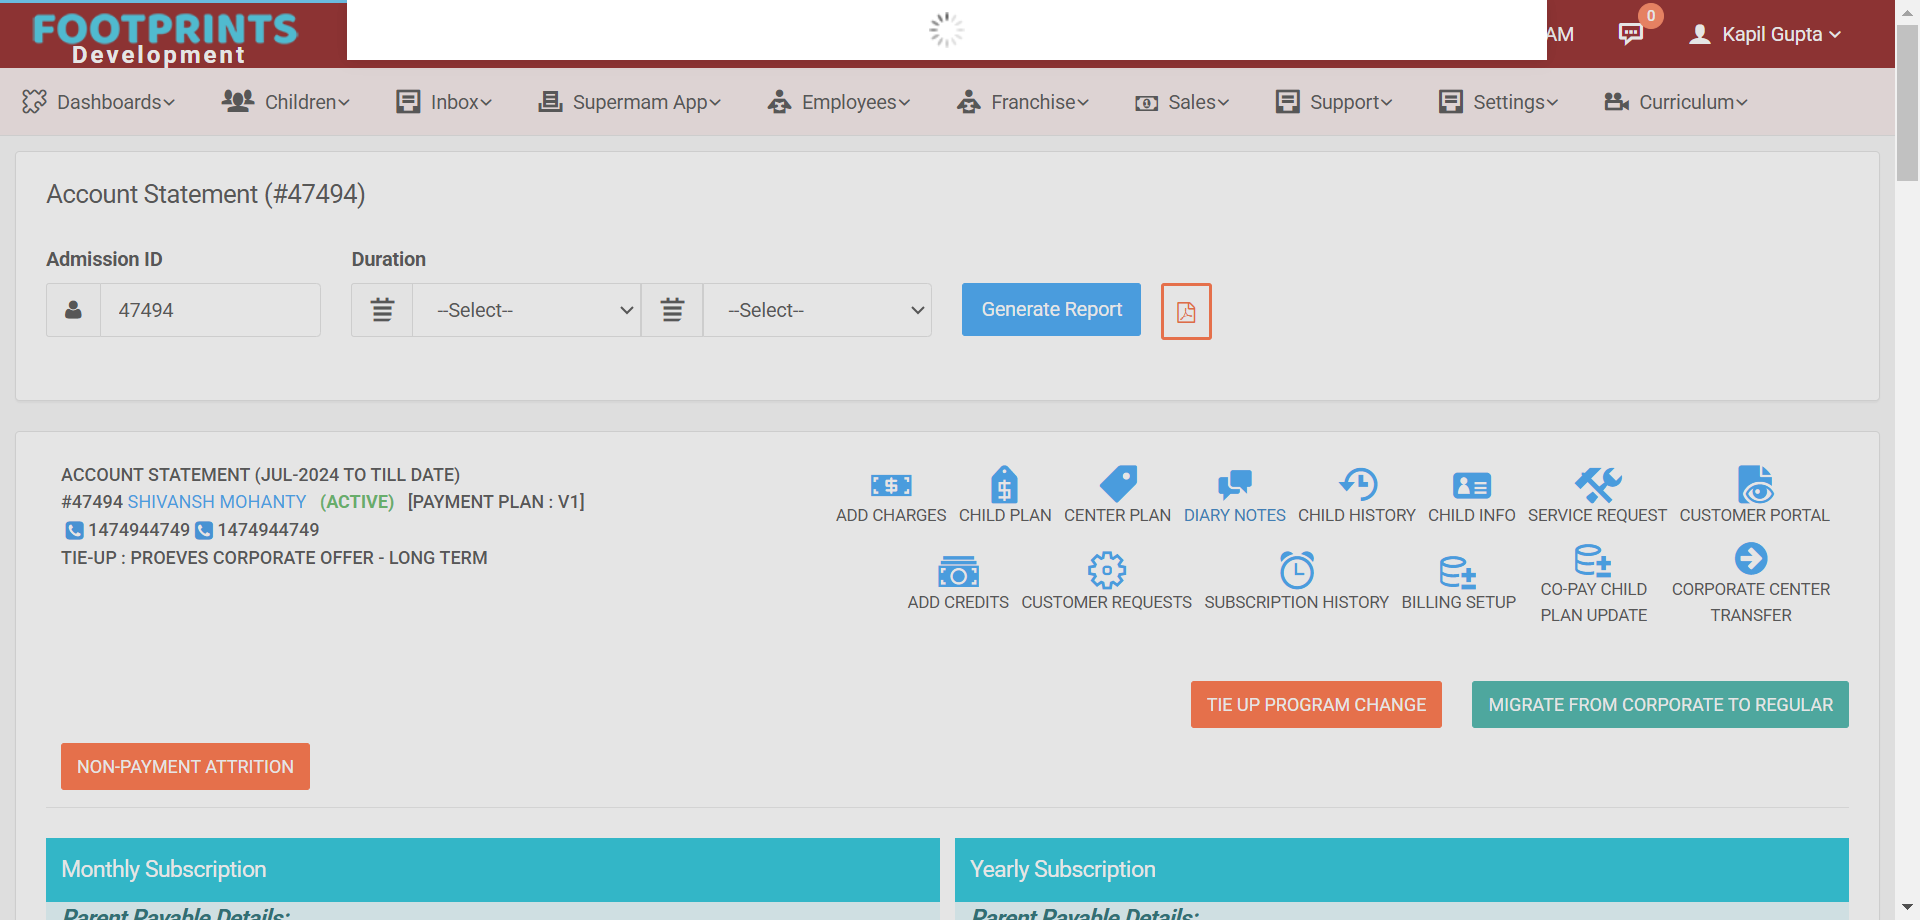 FOOTPRINTS
Development
AM
0
Kapil Gupta
Dashboards
Children
Inbox
Supermam App
Employees
Franchise
Sales
Support
Settings
Curriculum
Account Statement (#47494)
Admission ID
Duration
47494
--Select--
--Select--
Generate Report
ACCOUNT STATEMENT (JUL-2024 TO TILL DATE)
#47494 SHIVANSH MOHANTY (ACTIVE) [PAYMENT PLAN : V1]
1474944749 1474944749
TIE-UP : PROEVES CORPORATE OFFER - LONG TERM
ADD CHARGES
CHILD PLAN
CENTER PLAN
DIARY NOTES
CHILD HISTORY
CHILD INFO
SERVICE REQUEST
CUSTOMER PORTAL
ADD CREDITS
CUSTOMER REQUESTS
SUBSCRIPTION HISTORY
BILLING SETUP
CO-PAY CHILD
PLAN UPDATE
CORPORATE CENTER
TRANSFER
TIE UP PROGRAM CHANGE
MIGRATE FROM CORPORATE TO REGULAR
NON-PAYMENT ATTRITION
Monthly Subscription
Parent Payable Details:
Yearly Subscription
Parent Payable Details: